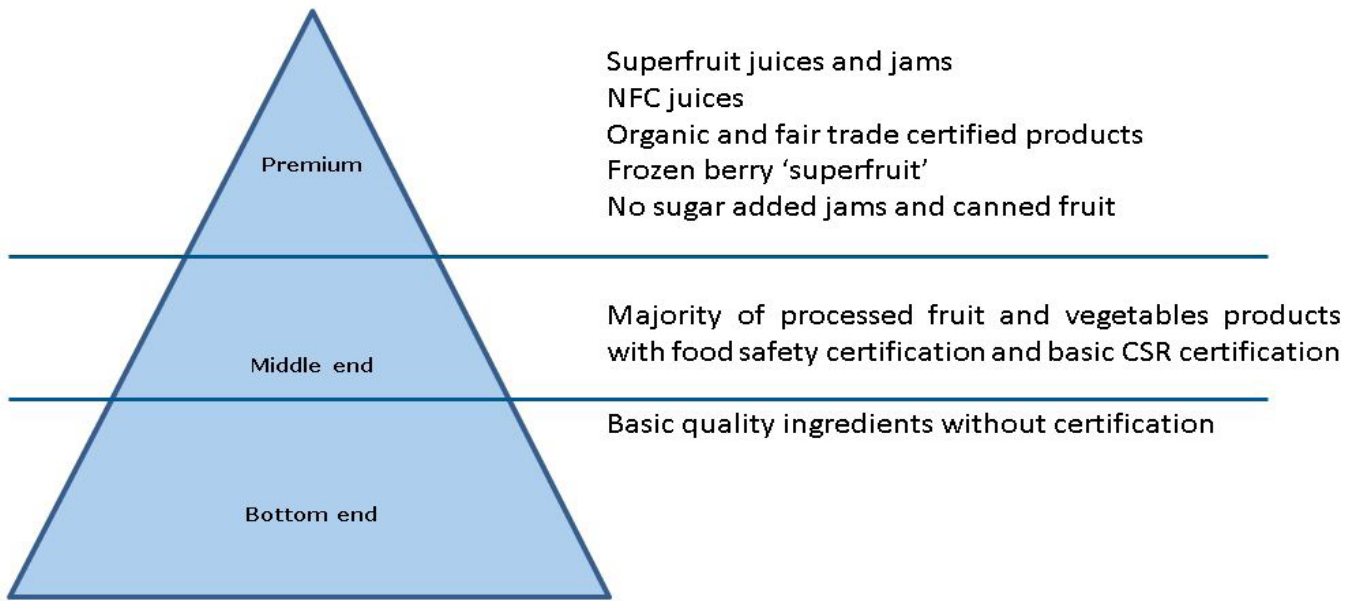 Superfruit juices and jams
NFC juices
Organic and fair trade certified products
Premium
Frozen berry ‘superfruit’
No sugar added jams and canned fruit
Majority of processed fruit and vegetables products
with food safety certification and basic CSR certification
Middle end
Basic quality ingredients without certification
Bottom end